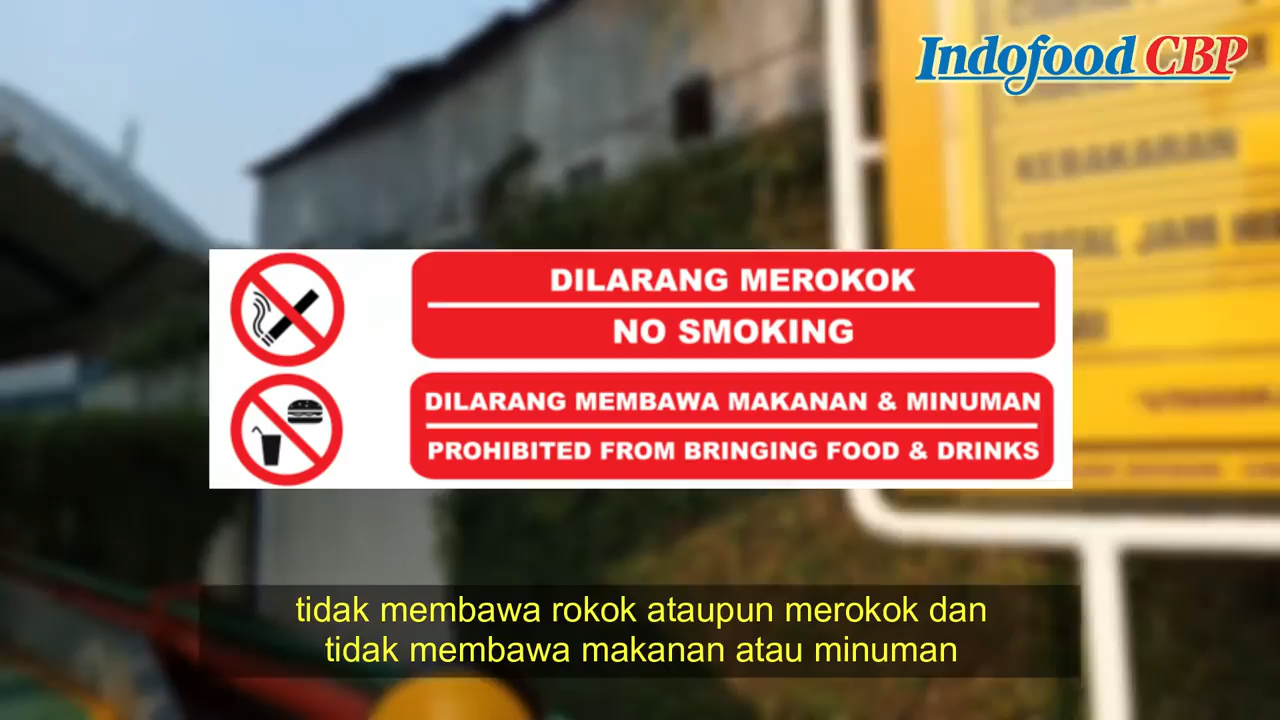 Indofood CBP
KEBAKARAN
DILARANG MEROKOK
NO SMOKING
DILARANG MEMBAWA MAKANAN & MINUMAN
PROHIBITED FROM BRINGING FOOD & DRINKS
tidak membawa rokok ataupun merokok dan
tidak membawa makanan atau minuman